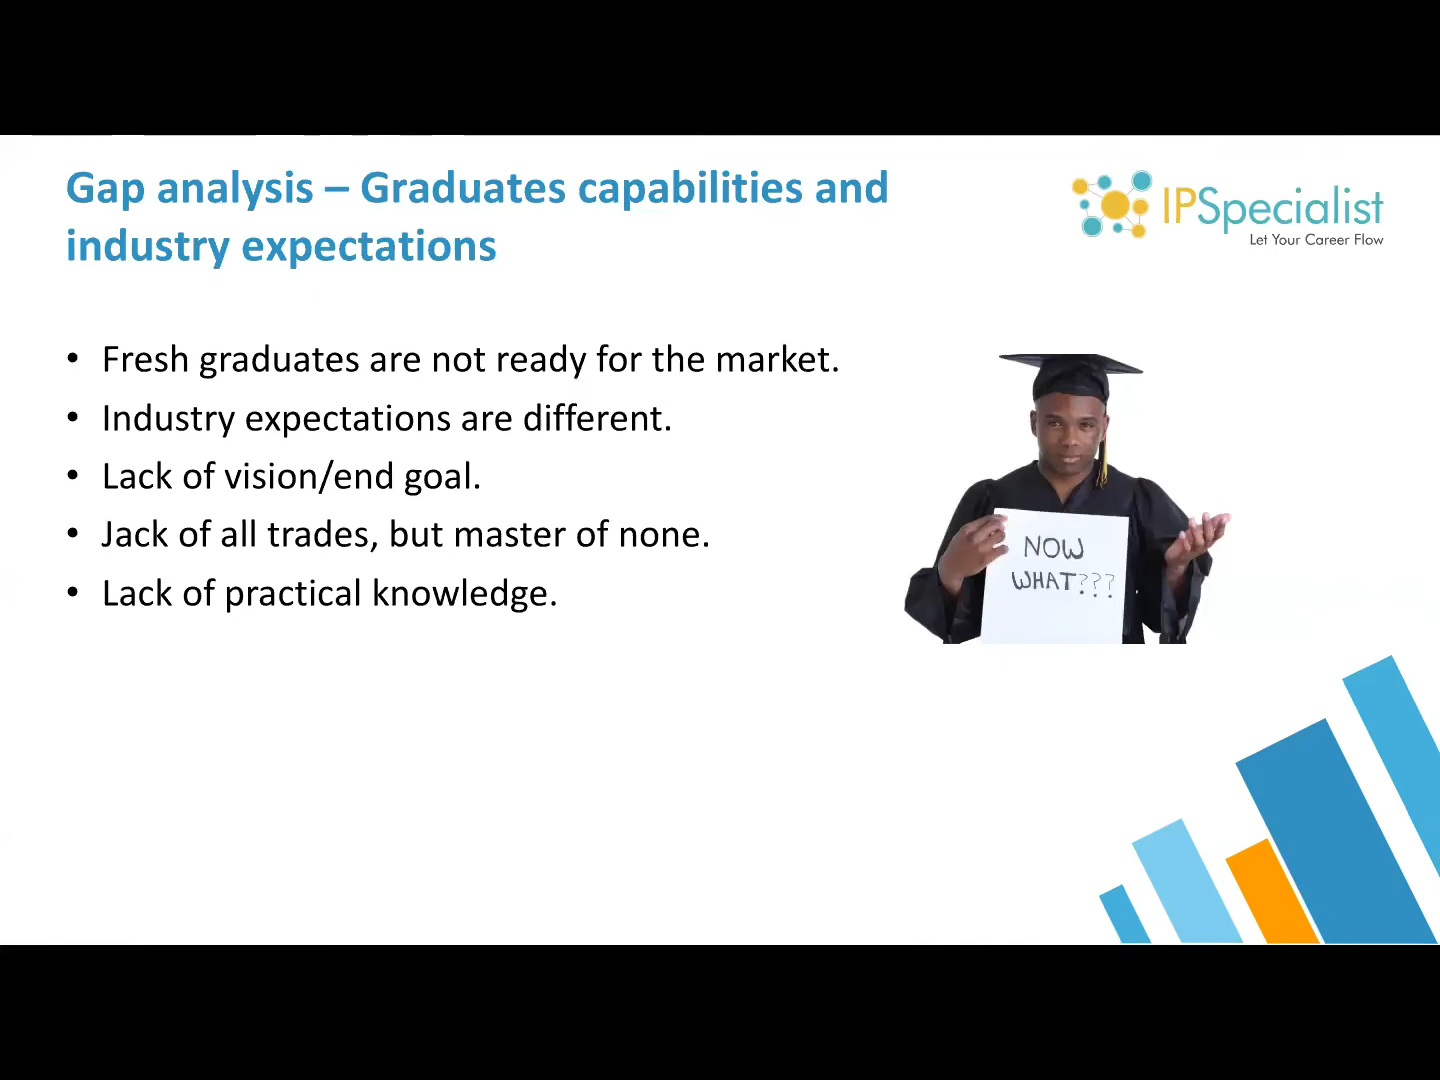 Gap analysis – Graduates capabilities and
industry expectations
IPSpecialist
Let Your Career Flow
• Fresh graduates are not ready for the market.
• Industry expectations are different.
• Lack of vision/end goal.
• Jack of all trades, but master of none.
• Lack of practical knowledge.
NOW
WHAT???